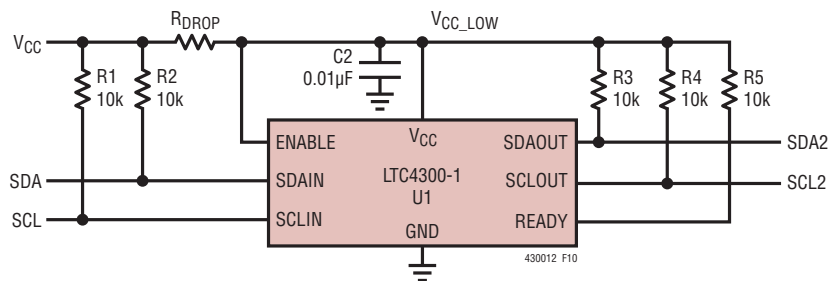 RDROP
VCC_LOW
VCC
C2
0.01µF
R1
10k
R2
10k
R3
10k
R4
10k
R5
10k
VCC
ENABLE
SDAOUT
SDA2
LTC4300-1
SDA
SDAIN
SCLOUT
SCL2
U1
SCL
SCLIN
READY
GND
430012 F10